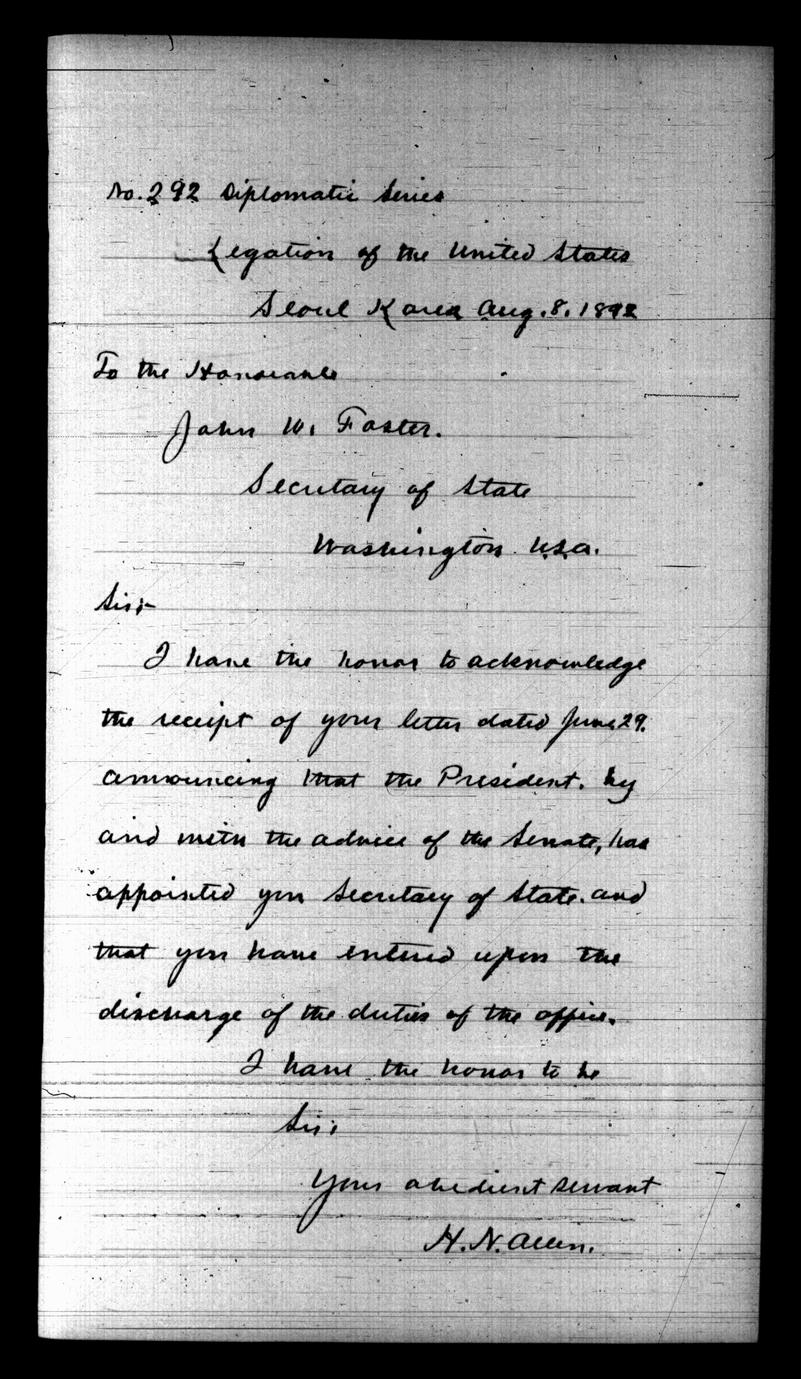 No. 292 Diplomatic Series
Legation of the United States
Seoul Korea Aug. 8. 1892
To the Honorable
John W. Foster.
Secretary of State
Washington U.S.A.
Sir:-
I have the honor to acknowledge
the receipt of your letter dated June 29.
announcing that the President. by
and with the advice of the Senate, has
appointed you Secretary of State. and
that you have entered upon the
discharge of the duties of the office.
I have the honor to be
Sir:
Your obedient servant
H. N. Allen.